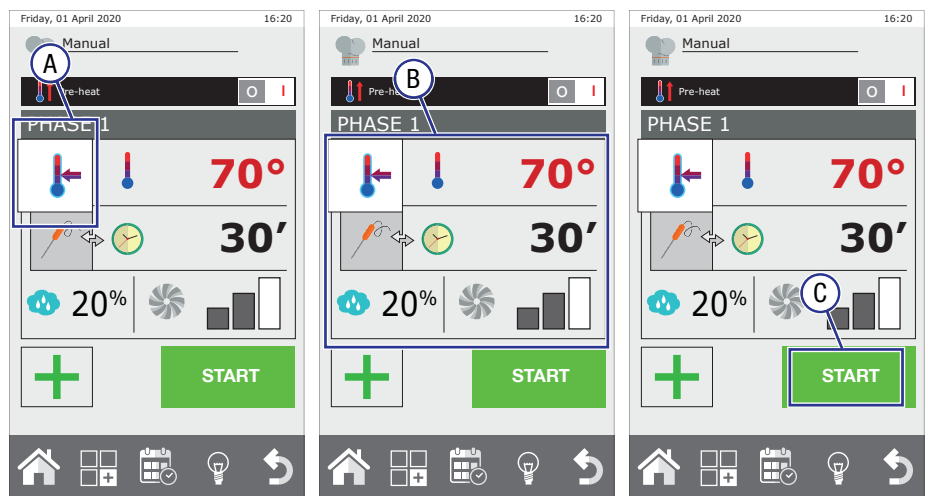 Friday, 01 April 2020 16:20
Manual
A
Pre-heat O I
PHASE 1
70°
30′
20%
START
Friday, 01 April 2020 16:20
Manual
B
O I
PHASE 1
70°
30′
20%
START
Friday, 01 April 2020 16:20
Manual
Pre-heat O I
PHASE 1
70°
30′
20%
C
START